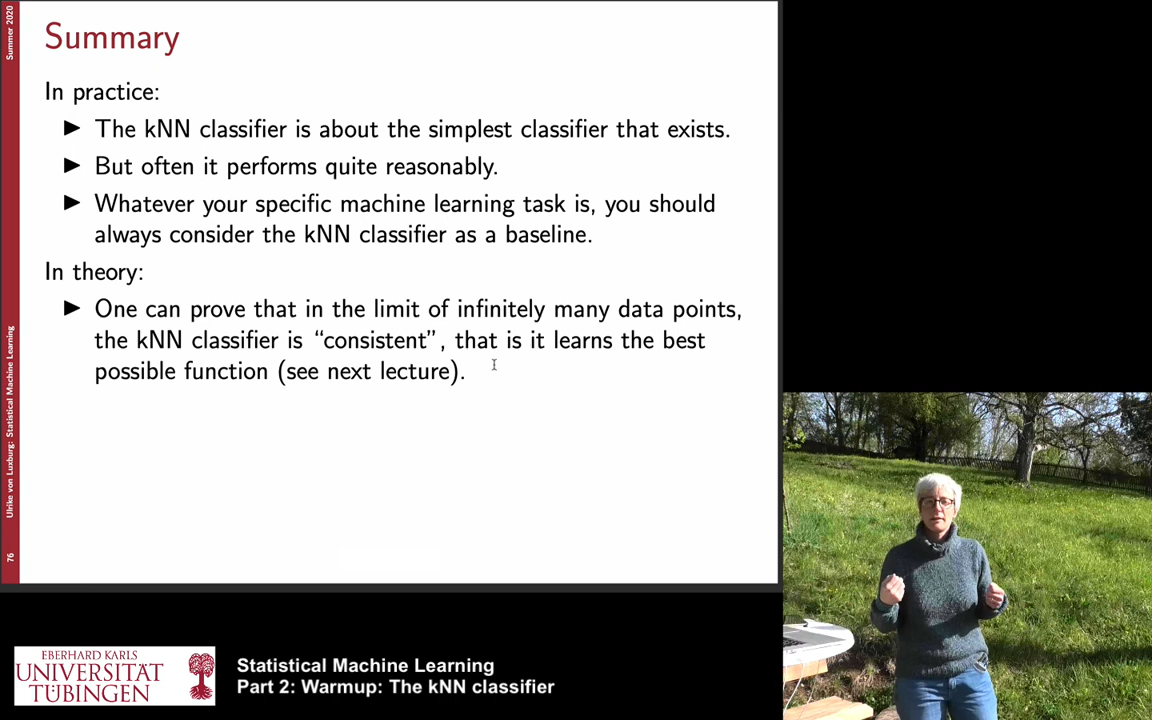 Summer 2020
Summary
In practice:
▶ The kNN classifier is about the simplest classifier that exists.
▶ But often it performs quite reasonably.
▶ Whatever your specific machine learning task is, you should
always consider the kNN classifier as a baseline.
In theory:
▶ One can prove that in the limit of infinitely many data points,
the kNN classifier is “consistent”, that is it learns the best
possible function (see next lecture).
Ulrike von Luxburg: Statistical Machine Learning
76
EBERHARD KARLS
UNIVERSITÄT
TÜBINGEN
Statistical Machine Learning
Part 2: Warmup: The kNN classifier